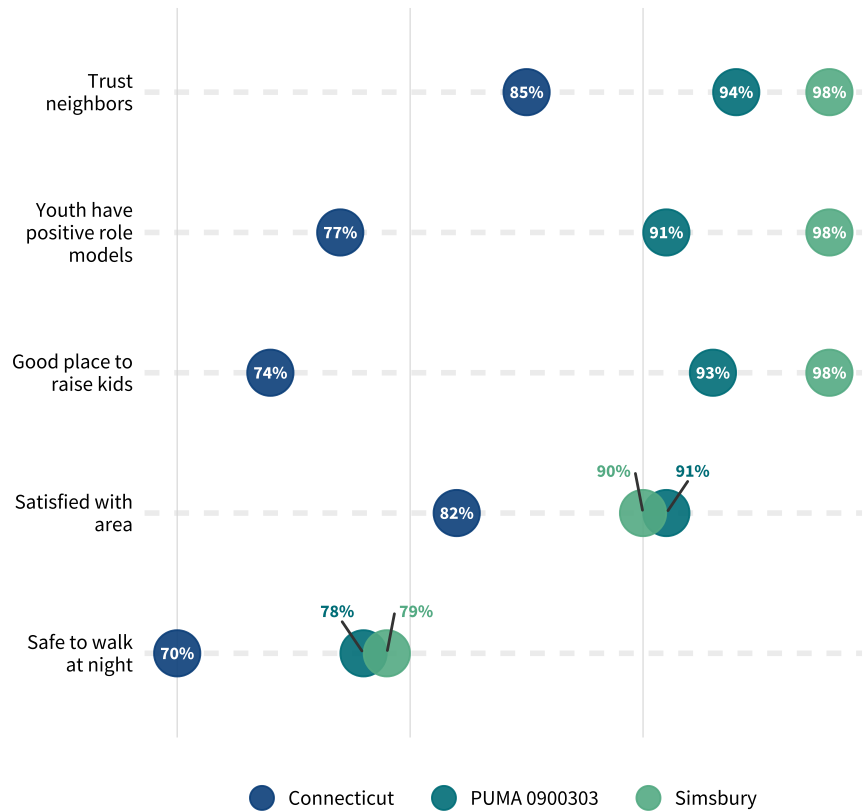 Trust
neighbors
85%
94%
98%
Youth have
positive role
models
77%
91%
98%
Good place to
raise kids
74%
93%
98%
Satisfied with
area
82%
90%
91%
Safe to walk
at night
70%
78%
79%
Connecticut
PUMA 0900303
Simsbury